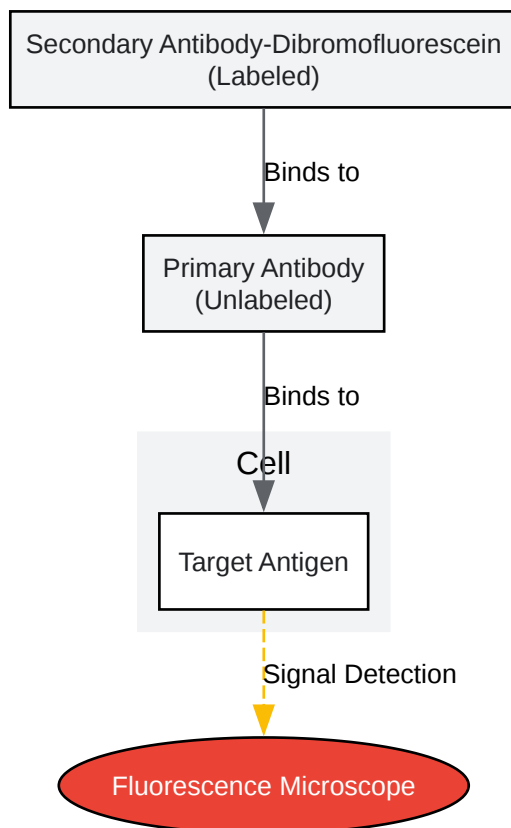 Secondary Antibody-Dibromofluorescein
(Labeled)
Binds to
Primary Antibody
(Unlabeled)
Binds to
Cell
Target Antigen
Signal Detection
Fluorescence Microscope